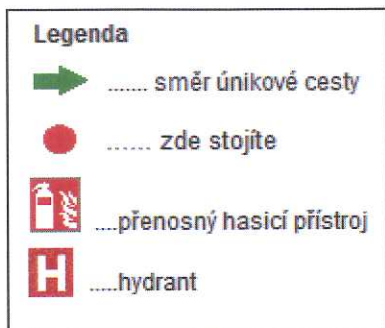 Legenda
....... směr únikové cesty
...... zde stojíte
....přenosný hasicí přístroj
H .....hydrant